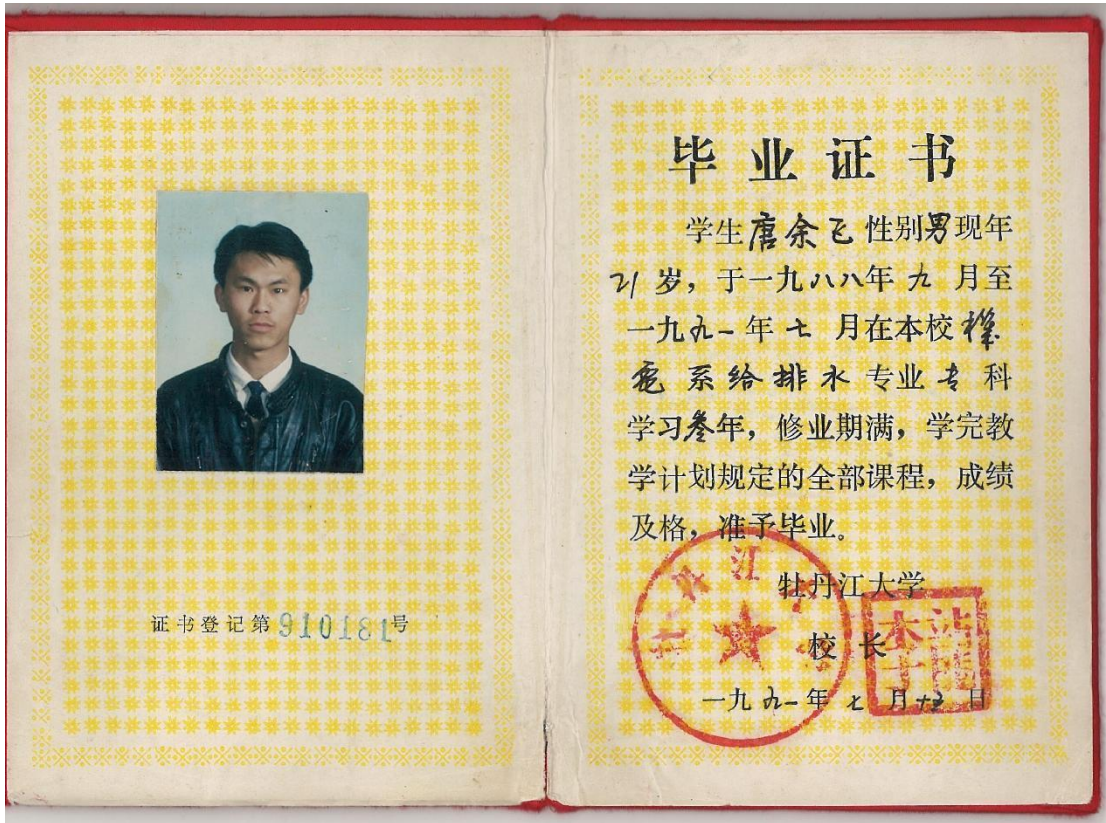 证书登记第910181号
毕业证书
学生唐余飞性别男现年
21岁，于一九八八年九月至
一九九一年七月在本校
系给排水专业专科
学习叁年，修业期满，学完教
学计划规定的全部课程，成绩
及格，准予毕业。
牡丹江大学
校长
一九九一年七月十五日